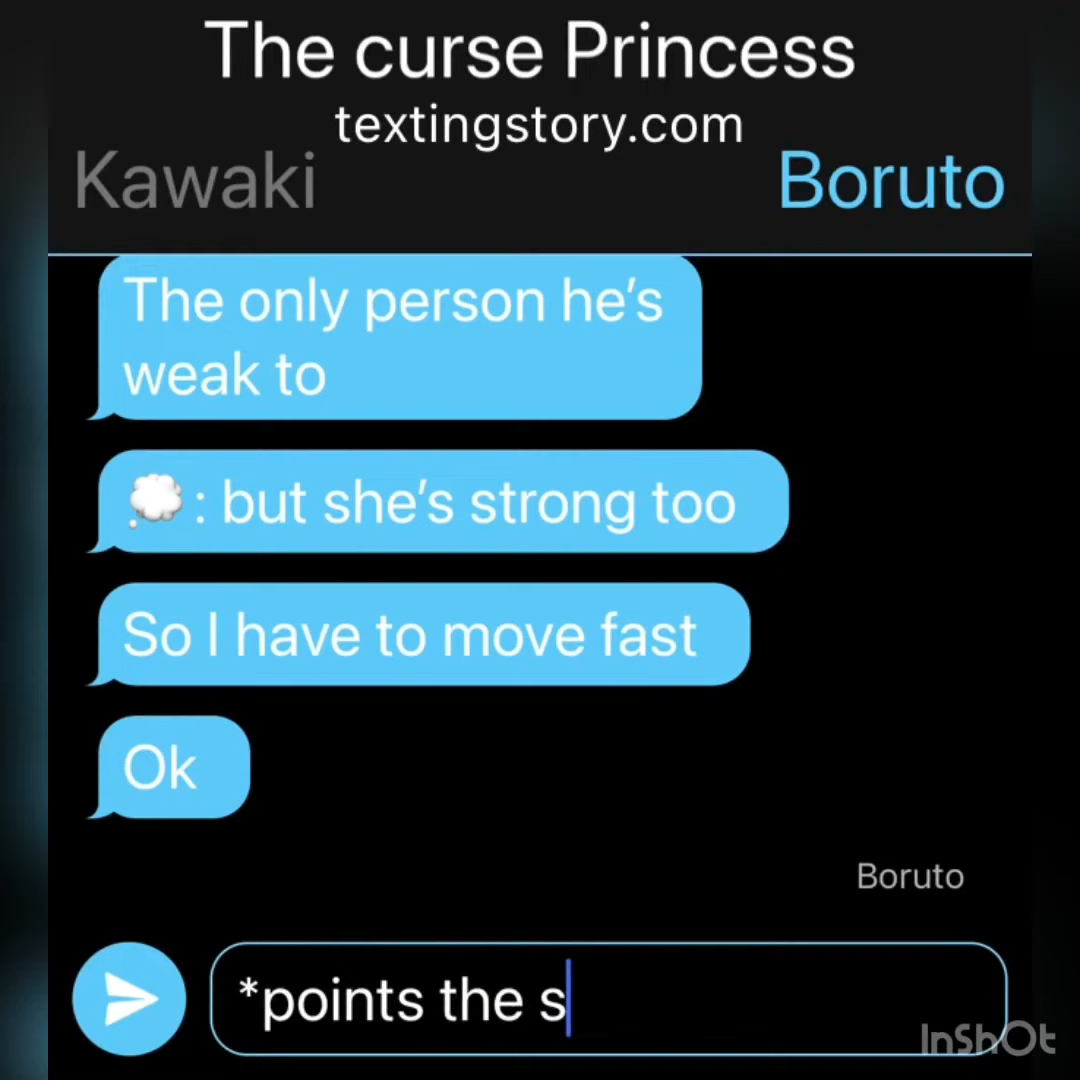 The curse Princess
textingstory.com
Kawaki
Boruto
The only person he’s
weak to
💭 : but she’s strong too
So I have to move fast
Ok
Boruto
*points the s
InShOt